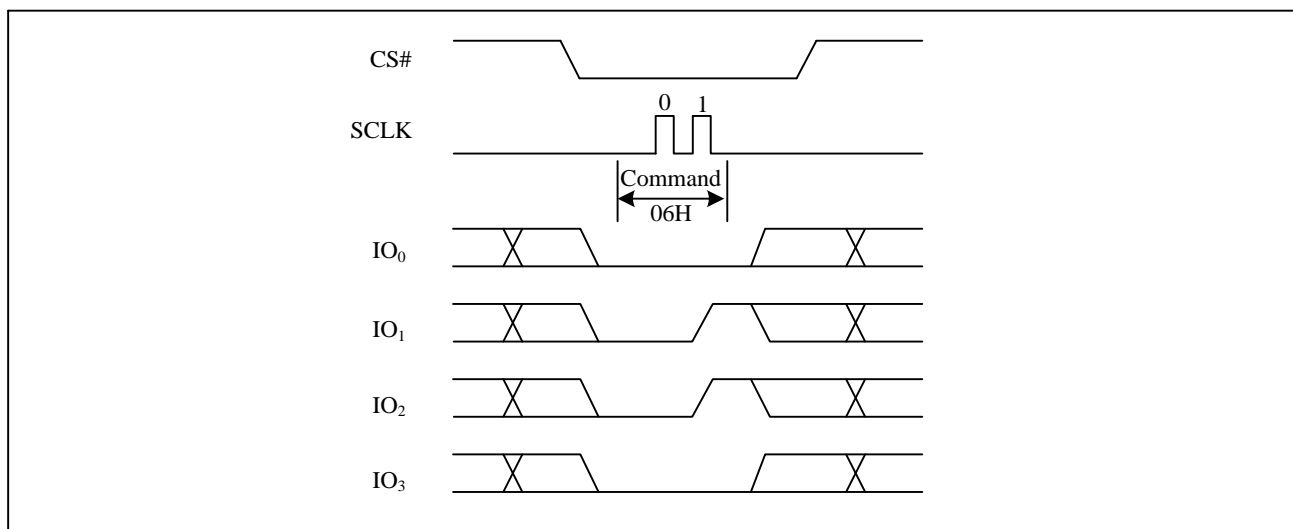 CS#
0 1
SCLK
Command
06H
IO0
IO1
IO2
IO3